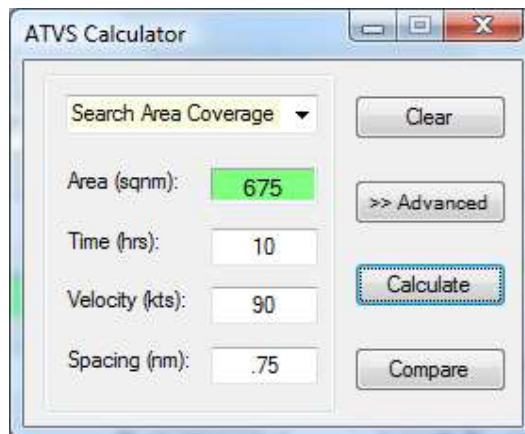 ATVS Calculator
Search Area Coverage
Clear
Area (sqnm):
675
>> Advanced
Time (hrs):
10
Velocity (kts):
90
Calculate
Spacing (nm):
.75
Compare